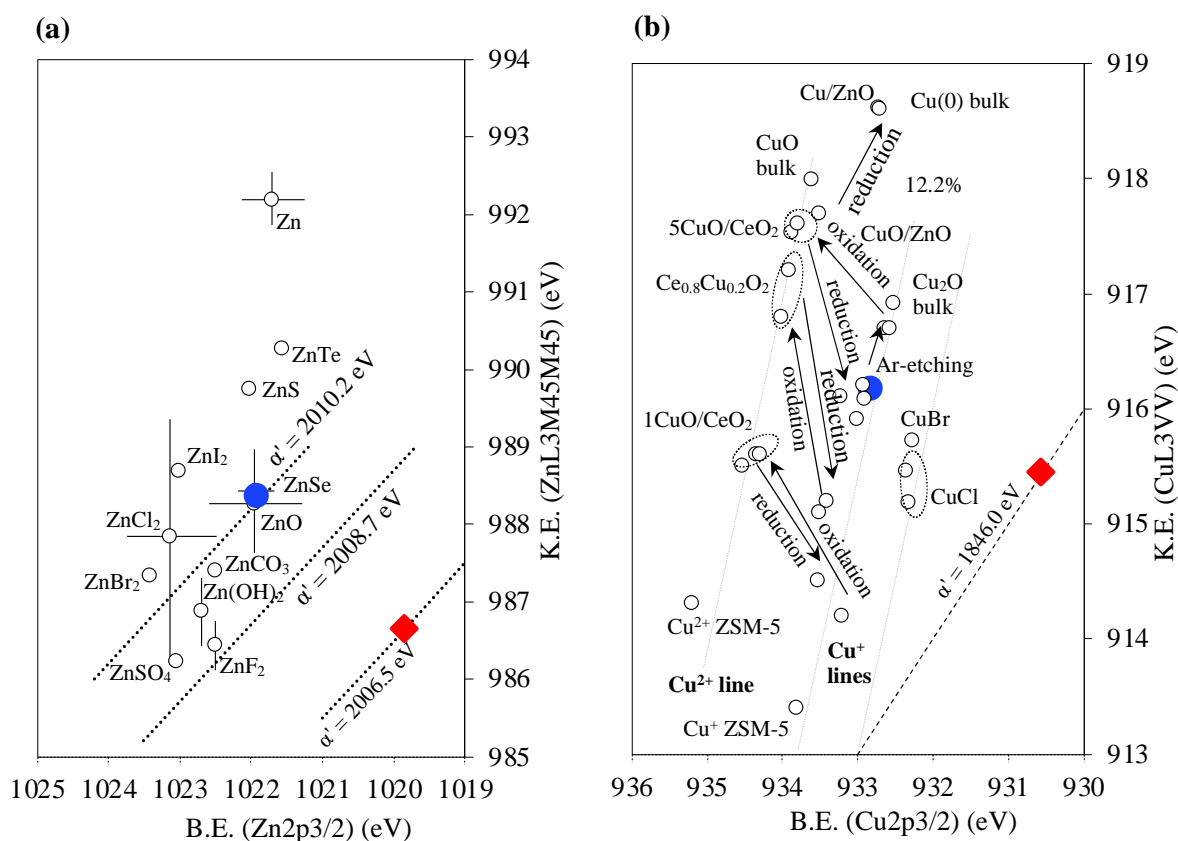 (a)
994
993
992
991
990
989
988
987
986
985
1025
1024
1023
1022
1021
1020
1019
B.E. (Zn2p3/2) (eV)
K.E. (ZnL3M45M45) (eV)
Zn
ZnTe
ZnS
α' = 2010.2 eV
ZnI₂
ZnSe
ZnO
ZnCl₂
α' = 2008.7 eV
ZnCO₃
ZnBr₂
Zn(OH)₂
ZnSO₄
ZnF₂
α' = 2006.5 eV
(b)
919
918
917
916
915
914
913
936
935
934
933
932
931
930
B.E. (Cu2p3/2) (eV)
K.E. (CuL3VV) (eV)
Cu/ZnO
Cu(0) bulk
CuO
bulk
reduction
12.2%
5CuO/CeO₂
oxidation
CuO/ZnO
Ce₀.₈Cu₀.₂O₂
Cu₂O
bulk
reduction
Ar-etching
oxidation
reduction
1CuO/CeO₂
CuBr
CuCl
reduction
oxidation
α' = 1846.0 eV
Cu²⁺ ZSM-5
Cu⁺
lines
Cu²⁺ line
Cu⁺ ZSM-5